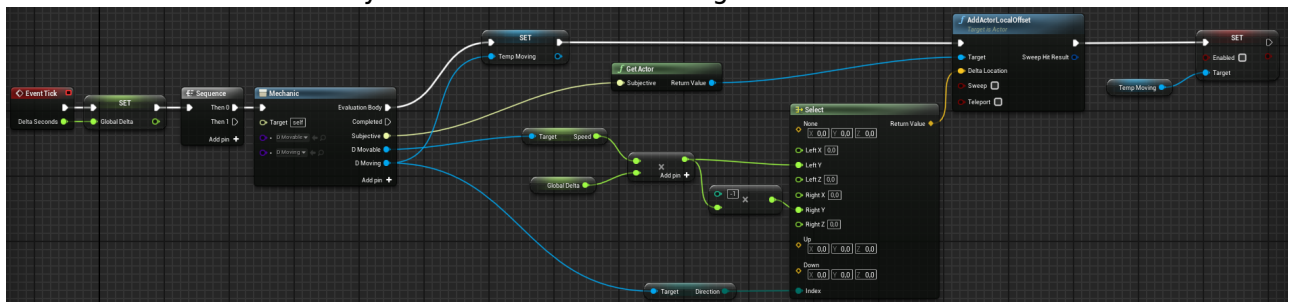 Event Tick
Delta Seconds
SET
Global Delta
Sequence
Then 0
Then 1
Add pin +
Mechanic
Evaluation Body
Target self
Completed
D Movable
Subjective
D Moving
D Movable
D Moving
Add pin +
SET
Temp Moving
Get Actor
Subjective Return Value
Target Speed
Global Delta
×
Add pin +
-1 ×
Target Direction
Select
None Return Value
X 0,0 Y 0,0 Z 0,0
Left X 0,0
Left Y
Left Z 0,0
Right X 0,0
Right Y
Right Z 0,0
Up
X 0,0 Y 0,0 Z 0,0
Down
X 0,0 Y 0,0 Z 0,0
Index
AddActorLocalOffset
Target is Actor
Target Sweep Hit Result
Delta Location
Sweep
Teleport
Temp Moving
SET
Enabled
Target